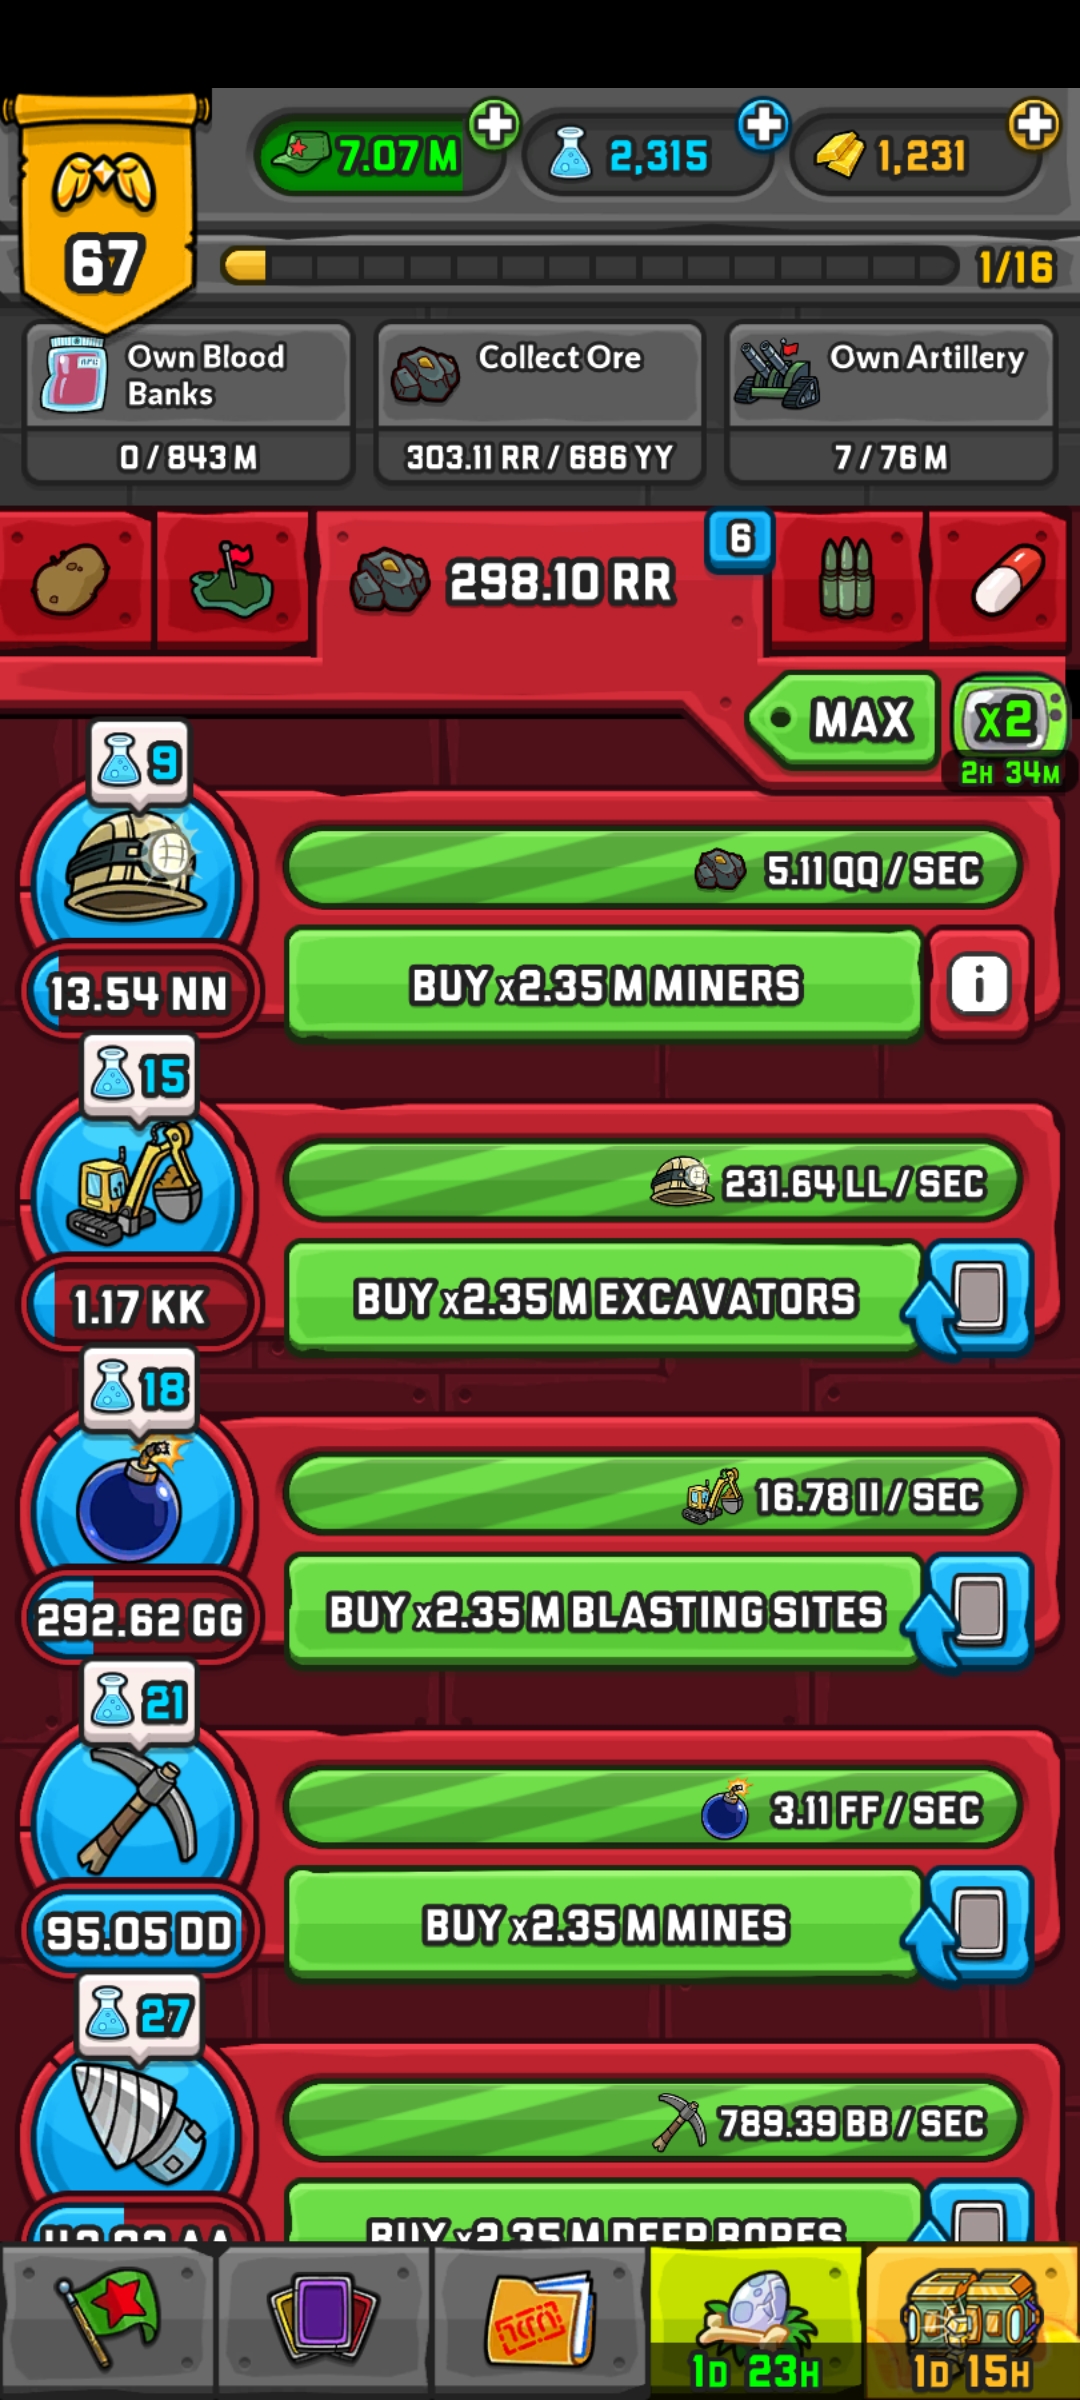 7.07 M
2,315
1,231
67
1/16
Own Blood
Banks
Collect Ore
Own Artillery
0 / 843 M
303.11 RR / 686 YY
7 / 76 M
298.10 RR
6
MAX
x2
2H 34M
9
5.11 QQ / SEC
BUY x2.35 M MINERS
i
13.54 NN
15
231.64 LL / SEC
BUY x2.35 M EXCAVATORS
1.17 KK
18
16.78 II / SEC
BUY x2.35 M BLASTING SITES
292.62 GG
21
3.11 FF / SEC
BUY x2.35 M MINES
95.05 DD
27
789.39 BB / SEC
BUY x2.35 M DEEP BORES
1D 23H
1D 15H